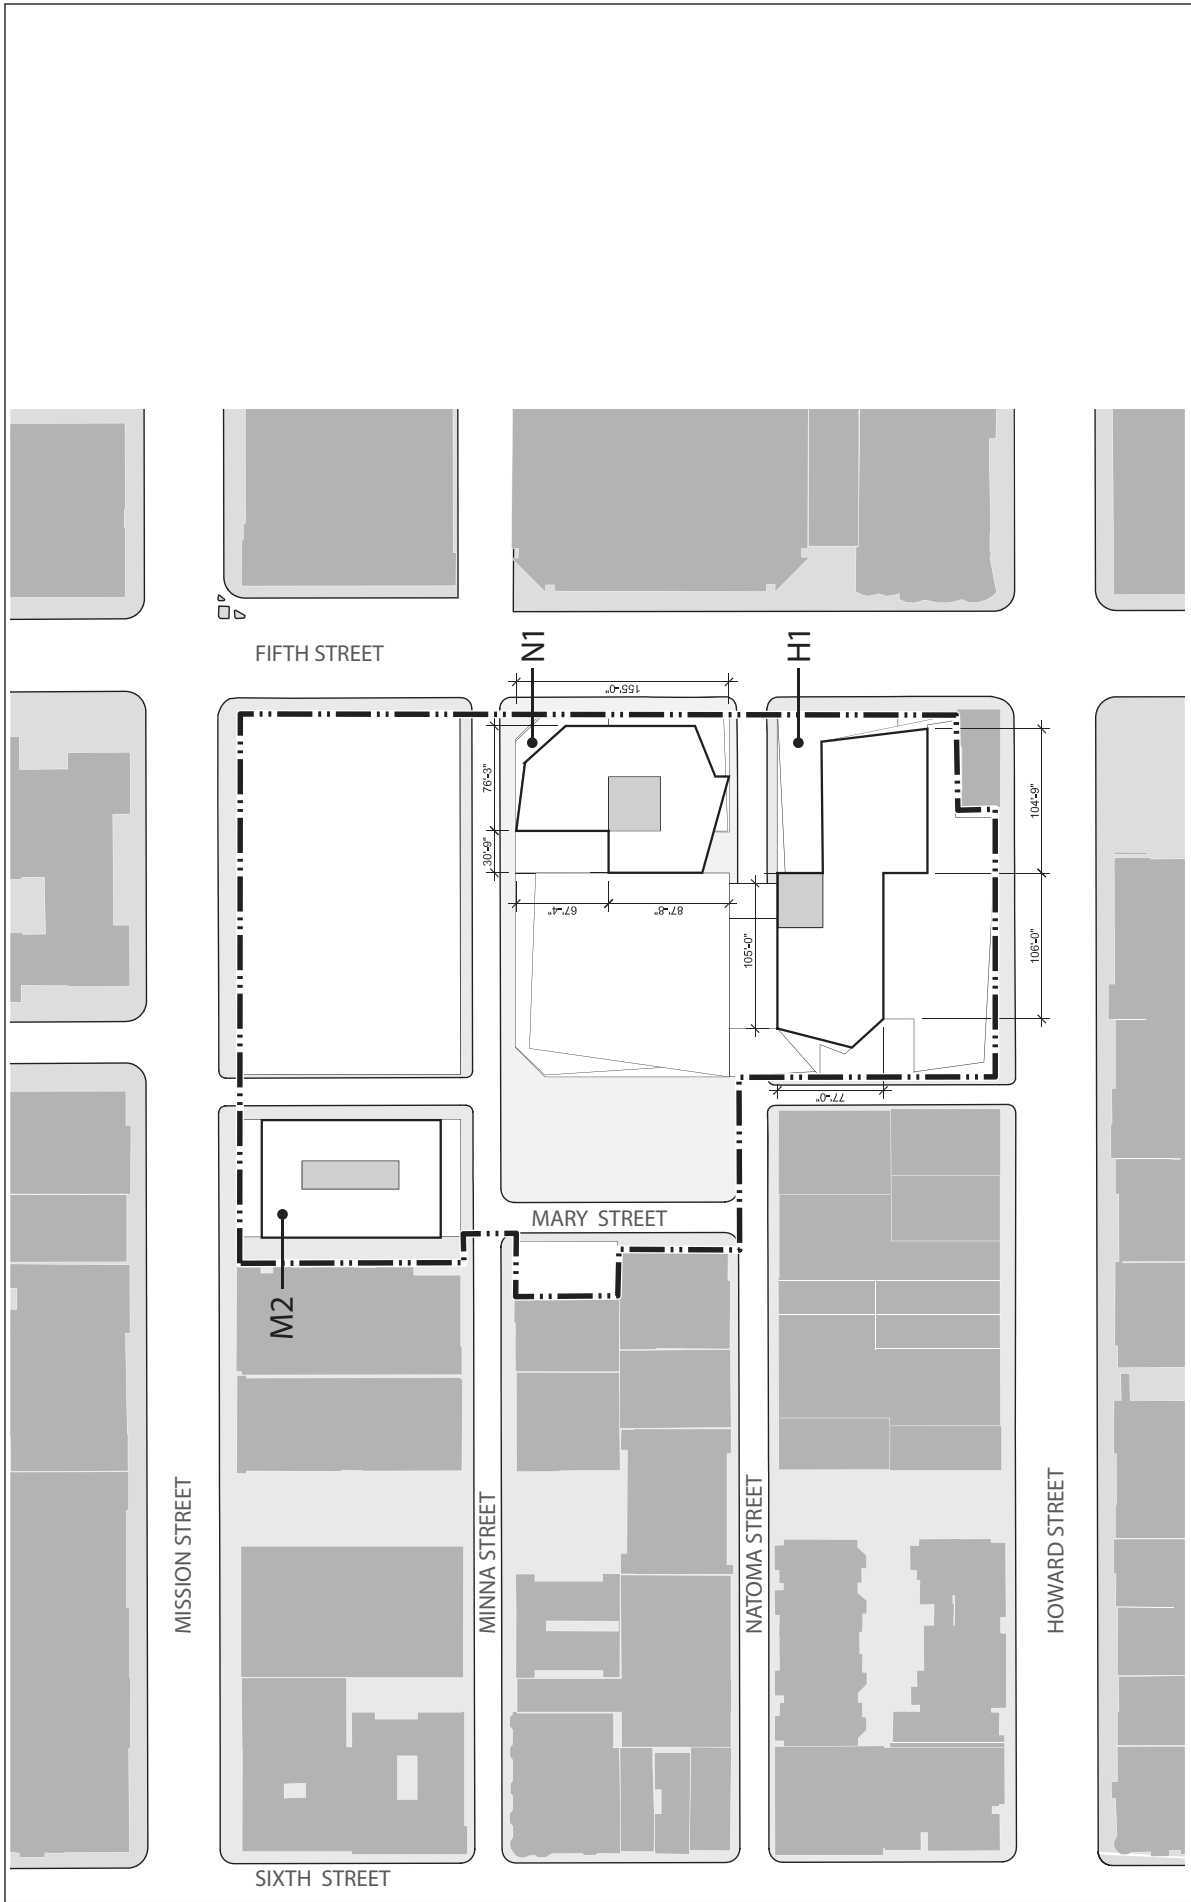 FIFTH STREET
N1
H1
155'-0"
76'-3"
30'-9"
67'-4"
87'-8"
104'-9"
105'-0"
106'-0"
77'-0"
MARY STREET
M2
MISSION STREET
MINNA STREET
NATOMA STREET
HOWARD STREET
SIXTH STREET